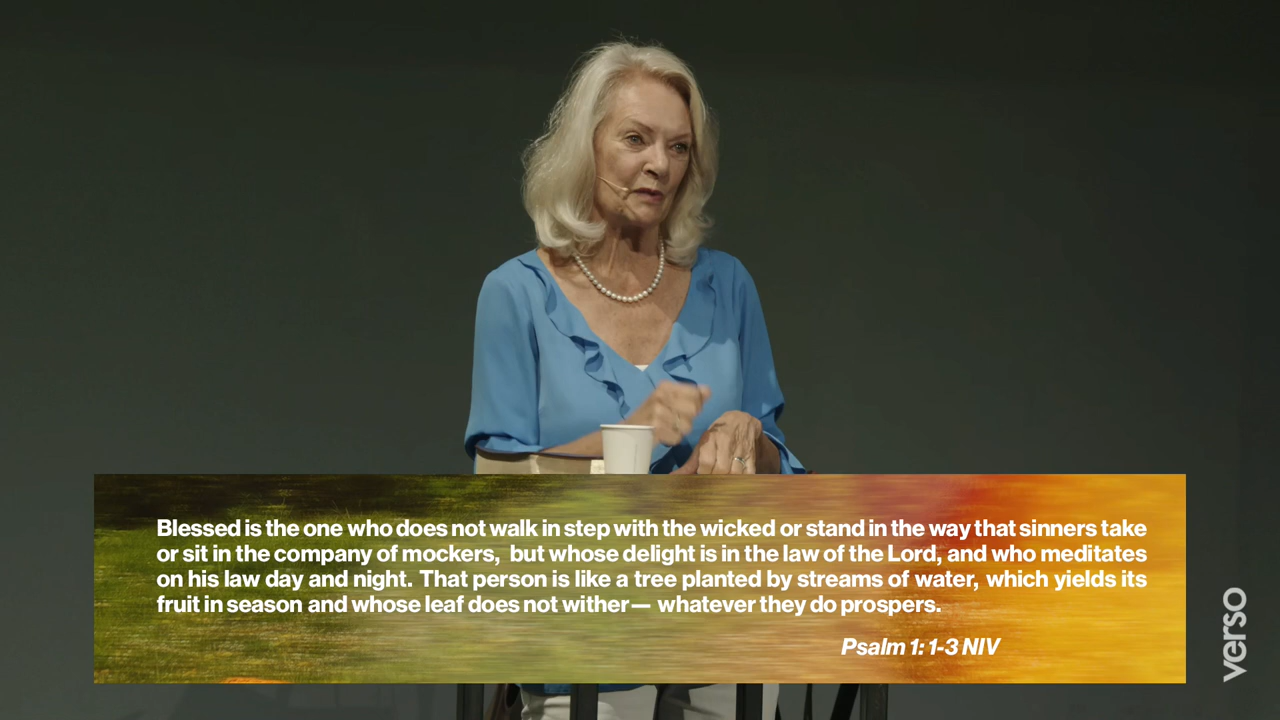 Blessed is the one who does not walk in step with the wicked or stand in the way that sinners take
or sit in the company of mockers, but whose delight is in the law of the Lord, and who meditates
on his law day and night. That person is like a tree planted by streams of water, which yields its
fruit in season and whose leaf does not wither— whatever they do prospers.
Psalm 1: 1-3 NIV
verso